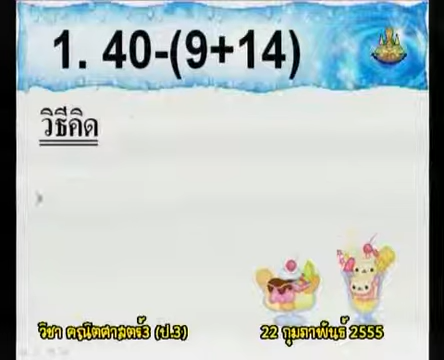 1. 40-(9+14)
วิธีคิด
วิชา คณิตศาสตร์3 (ป.3) 22 กุมภาพันธ์ 2555